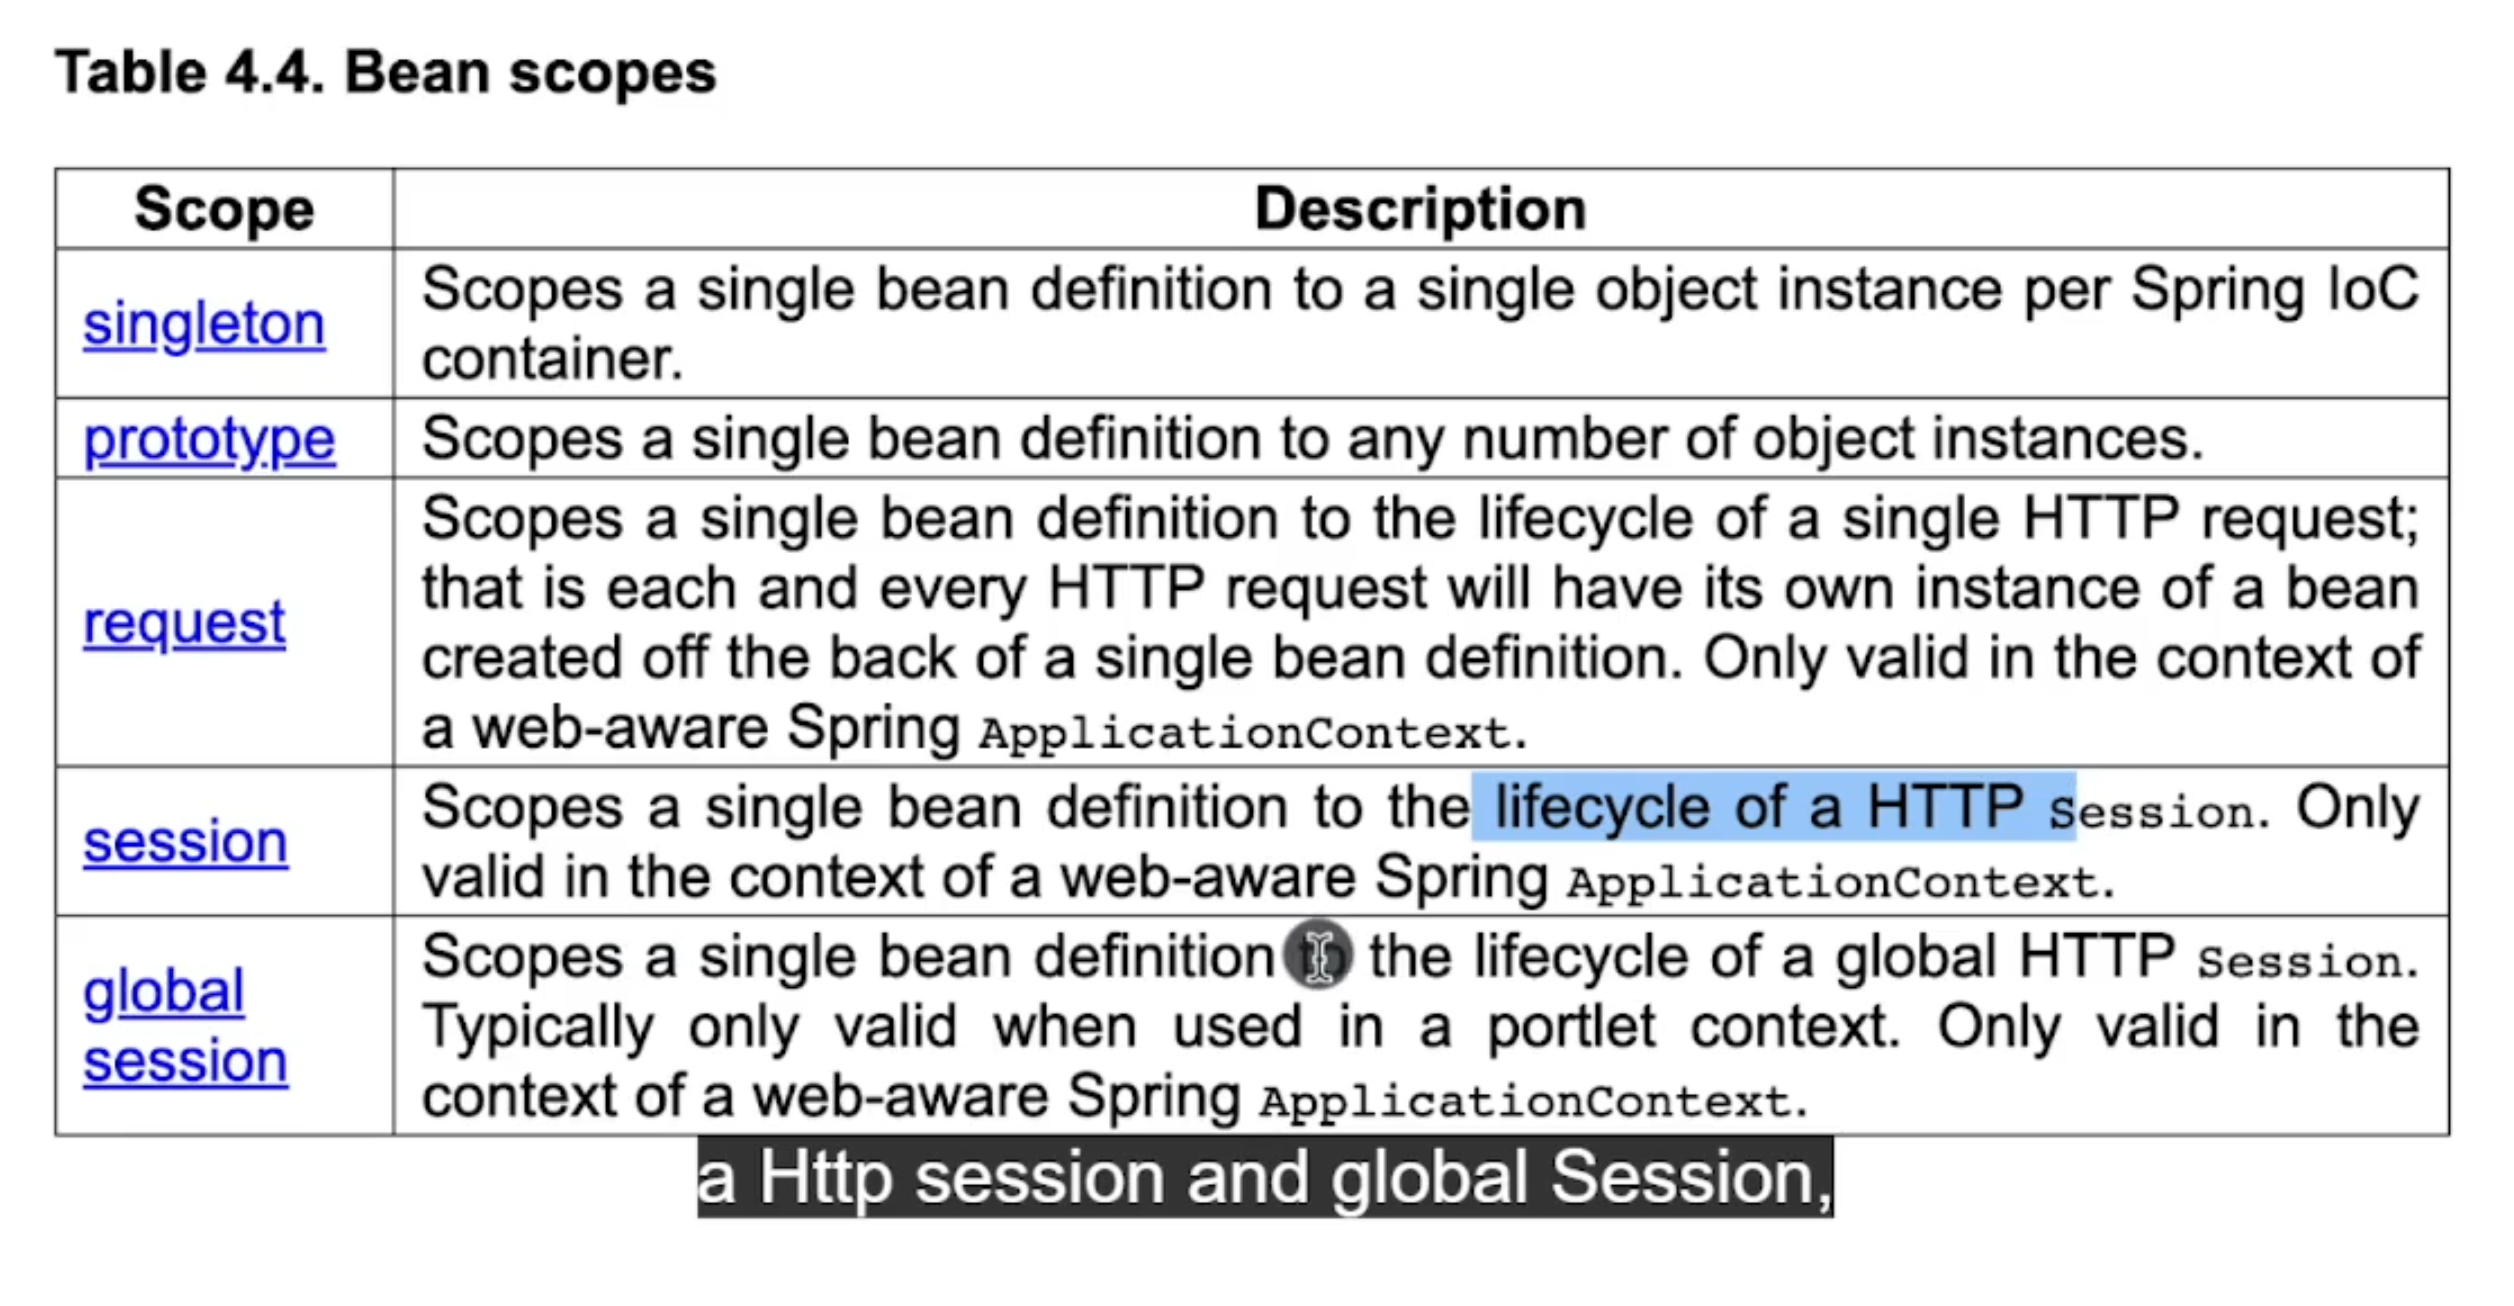 Table 4.4. Bean scopes
Scope
Description
singleton
Scopes a single bean definition to a single object instance per Spring IoC
container.
prototype
Scopes a single bean definition to any number of object instances.
request
Scopes a single bean definition to the lifecycle of a single HTTP request;
that is each and every HTTP request will have its own instance of a bean
created off the back of a single bean definition. Only valid in the context of
a web-aware Spring ApplicationContext.
session
Scopes a single bean definition to the lifecycle of a HTTP Session. Only
valid in the context of a web-aware Spring ApplicationContext.
global
session
Scopes a single bean definition the lifecycle of a global HTTP Session.
Typically only valid when used in a portlet context. Only valid in the
context of a web-aware Spring ApplicationContext.
a Http session and global Session,